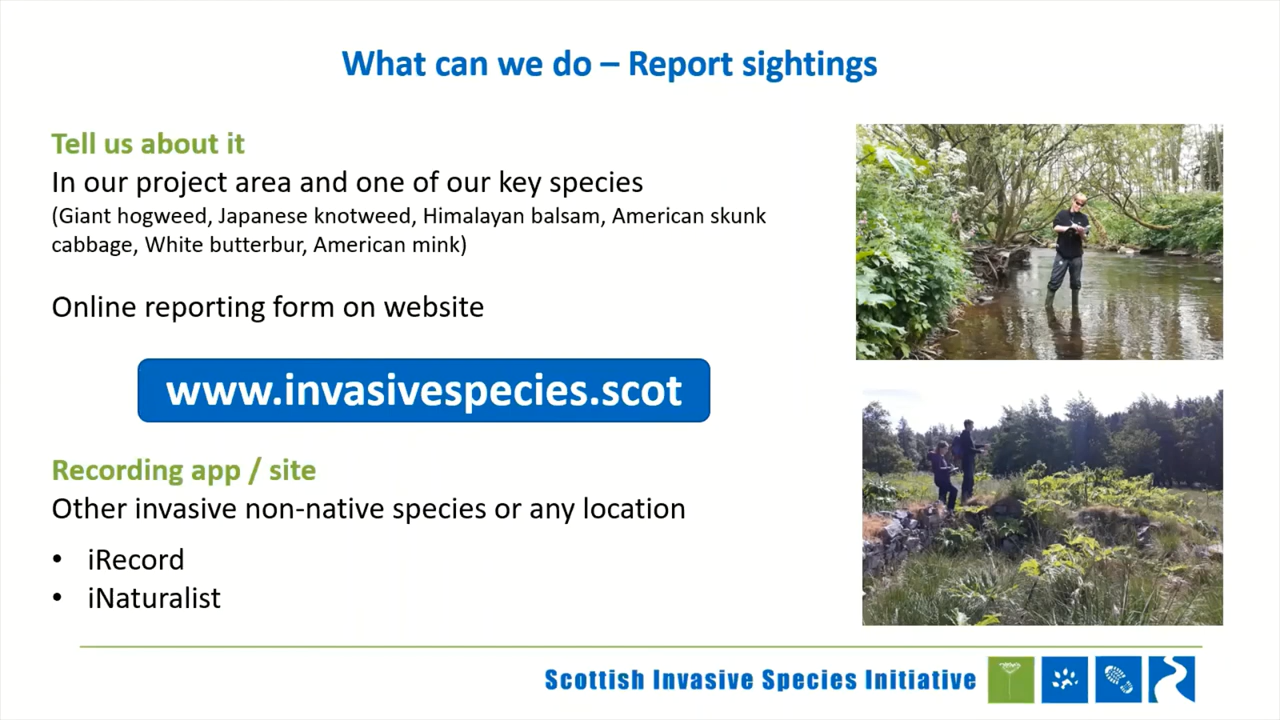 What can we do – Report sightings
Tell us about it
In our project area and one of our key species
(Giant hogweed, Japanese knotweed, Himalayan balsam, American skunk
cabbage, White butterbur, American mink)
Online reporting form on website
www.invasivespecies.scot
Recording app / site
Other invasive non-native species or any location
• iRecord
• iNaturalist
Scottish Invasive Species Initiative